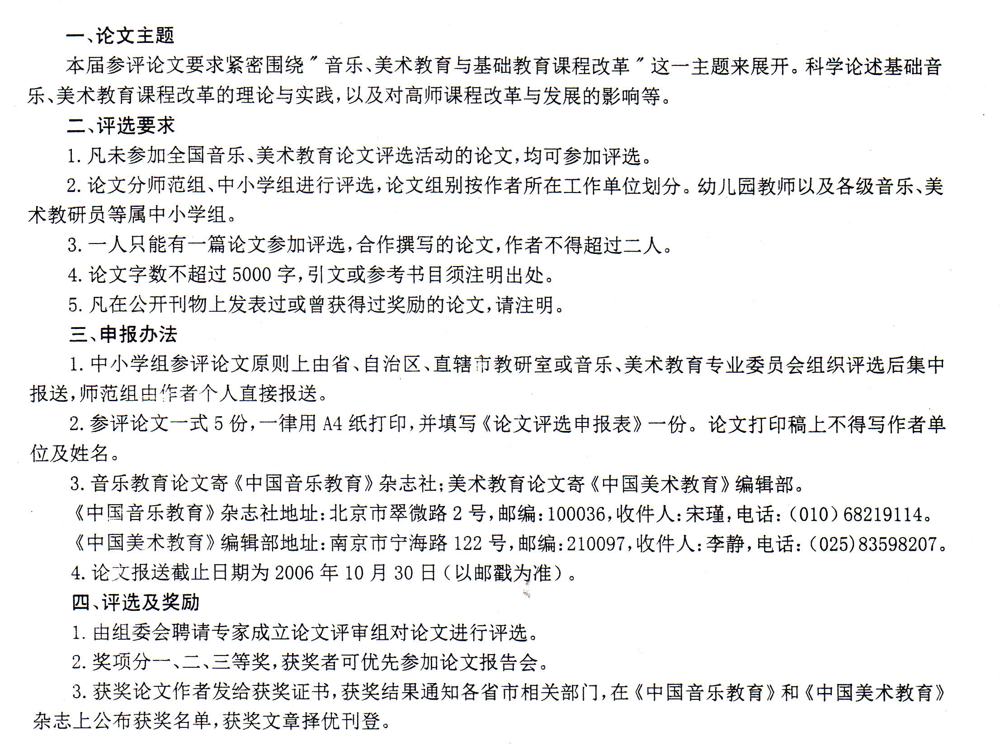 一、论文主题
本届参评论文要求紧密围绕"音乐、美术教育与基础教育课程改革"这一主题来展开。科学论述基础音
乐、美术教育课程改革的理论与实践,以及对高师课程改革与发展的影响等。
二、评选要求
1. 凡未参加全国音乐、美术教育论文评选活动的论文,均可参加评选。
2. 论文分师范组、中小学组进行评选,论文组别按作者所在工作单位划分。幼儿园教师以及各级音乐、美
术教研员等属中小学组。
3. 一人只能有一篇论文参加评选,合作撰写的论文,作者不得超过二人。
4. 论文字数不超过 5000 字,引文或参考书目须注明出处。
5. 凡在公开刊物上发表过或曾获得过奖励的论文,请注明。
三、申报办法
1. 中小学组参评论文原则上由省、自治区、直辖市教研室或音乐、美术教育专业委员会组织评选后集中
报送,师范组由作者个人直接报送。
2. 参评论文一式 5 份,一律用 A4 纸打印,并填写《论文评选申报表》一份。论文打印稿上不得写作者单
位及姓名。
3. 音乐教育论文寄《中国音乐教育》杂志社;美术教育论文寄《中国美术教育》编辑部。
《中国音乐教育》杂志社地址:北京市翠微路 2 号,邮编:100036,收件人:宋瑾,电话:(010)68219114。
《中国美术教育》编辑部地址:南京市宁海路 122 号,邮编:210097,收件人:李静,电话:(025)83598207。
4. 论文报送截止日期为 2006 年 10 月 30 日(以邮戳为准)。
四、评选及奖励
1. 由组委会聘请专家成立论文评审组对论文进行评选。
2. 奖项分一、二、三等奖,获奖者可优先参加论文报告会。
3. 获奖论文作者发给获奖证书,获奖结果通知各省市相关部门,在《中国音乐教育》和《中国美术教育》
杂志上公布获奖名单,获奖文章择优刊登。